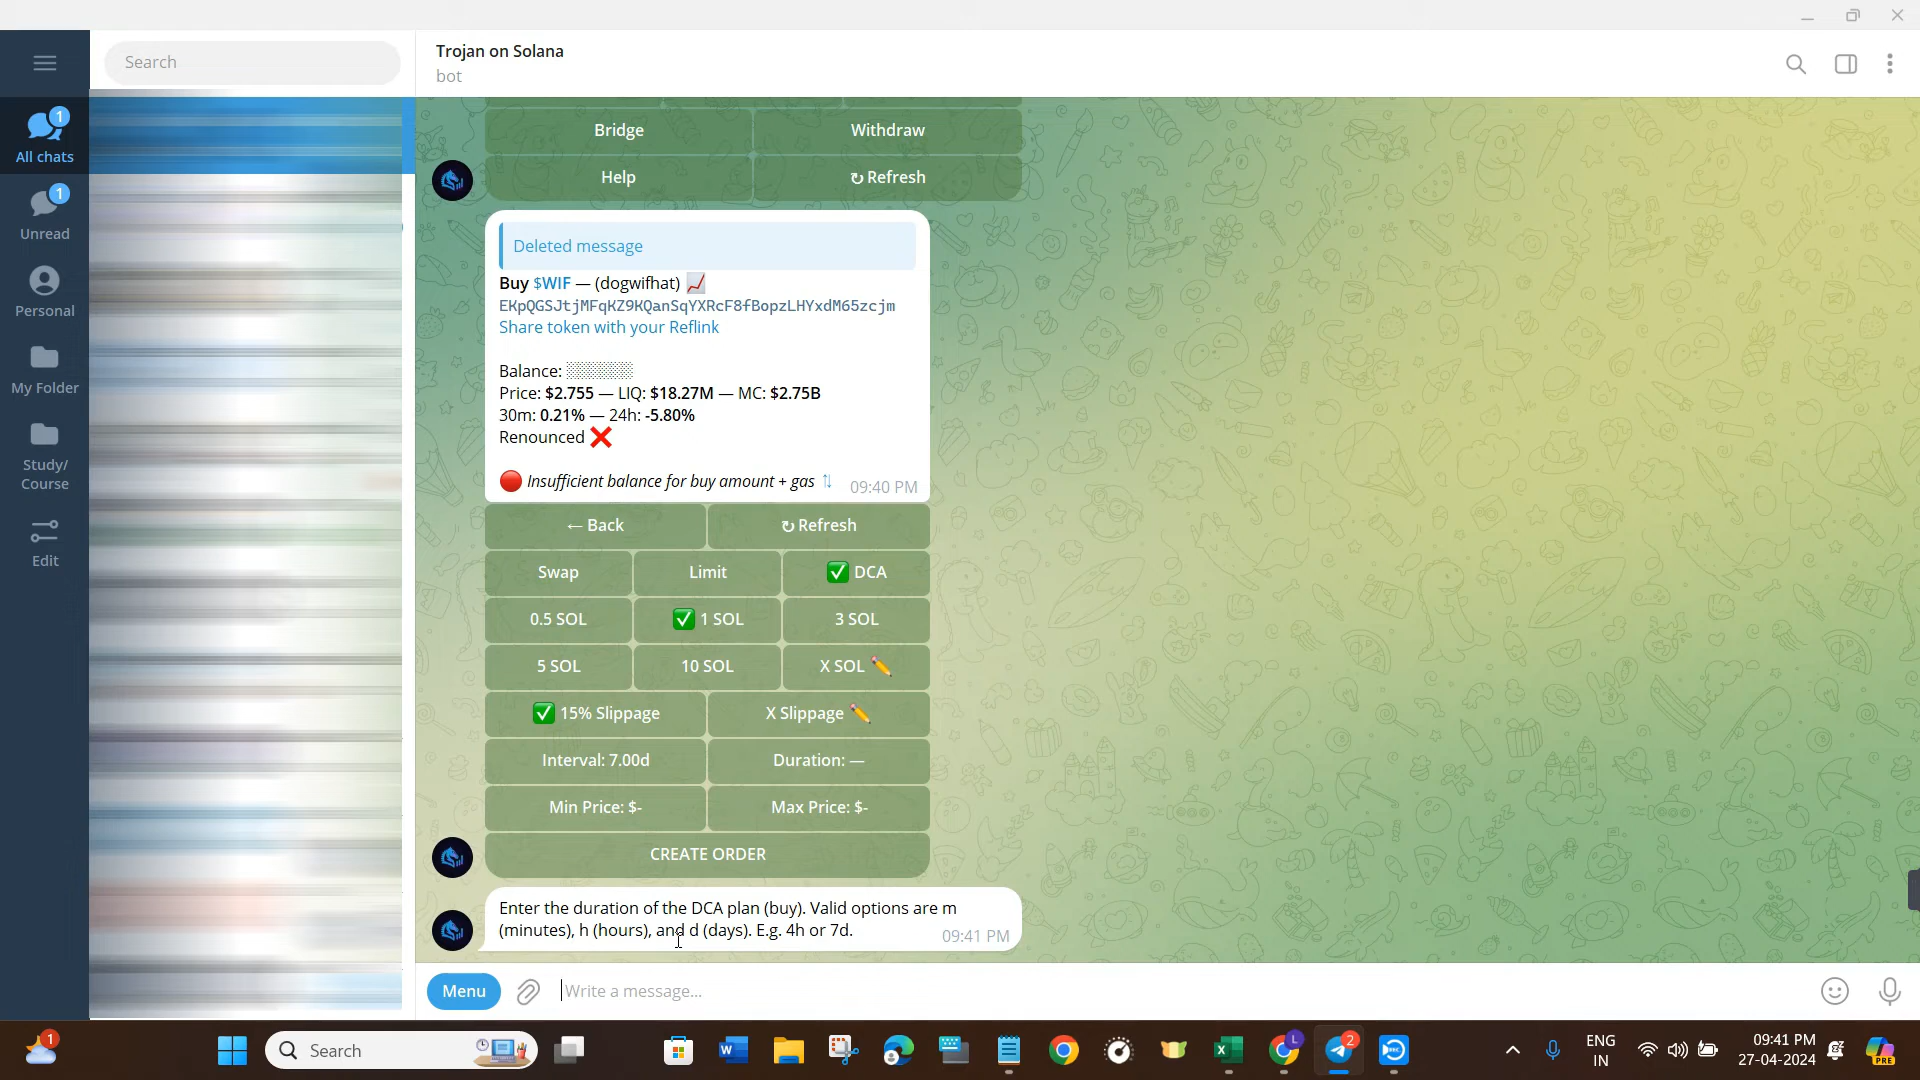 Search
Trojan on Solana
bot
1
All chats
1
Unread
Personal
My Folder
Study/
Course
Edit
Bridge
Withdraw
Help
↻ Refresh
Deleted message
Buy $WIF — (dogwifhat) 📈
EKpQGSJtjMFqKZ9KQanSqYXRcF8fBopzLHYxdM65zcjm
Share token with your Reflink
Balance:
Price: $2.755 — LIQ: $18.27M — MC: $2.75B
30m: 0.21% — 24h: -5.80%
Renounced ❌
🔴 Insufficient balance for buy amount + gas ⇅
09:40 PM
← Back
↻ Refresh
Swap
Limit
✅ DCA
0.5 SOL
✅ 1 SOL
3 SOL
5 SOL
10 SOL
X SOL ✏️
✅ 15% Slippage
X Slippage ✏️
Interval: 7.00d
Duration: —
Min Price: $-
Max Price: $-
CREATE ORDER
Enter the duration of the DCA plan (buy). Valid options are m
(minutes), h (hours), and d (days). E.g. 4h or 7d.
09:41 PM
Menu
Write a message...
1
Search
L
2
ENG
IN
09:41 PM
27-04-2024
PRE